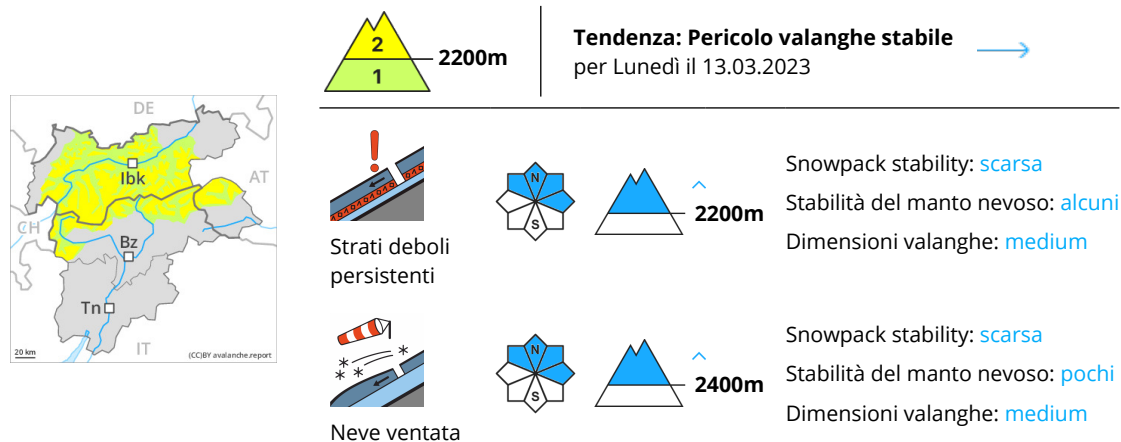 2
1
2200m
Tendenza: Pericolo valanghe stabile
per Lunedì il 13.03.2023
DE
Ibk
AT
CH
Bz
Tn
IT
20 km
(CC)BY avalanche.report
Strati deboli
persistenti
N
S
2200m
Snowpack stability: scarsa
Stabilità del manto nevoso: alcuni
Dimensioni valanghe: medium
Neve ventata
N
S
2400m
Snowpack stability: scarsa
Stabilità del manto nevoso: pochi
Dimensioni valanghe: medium